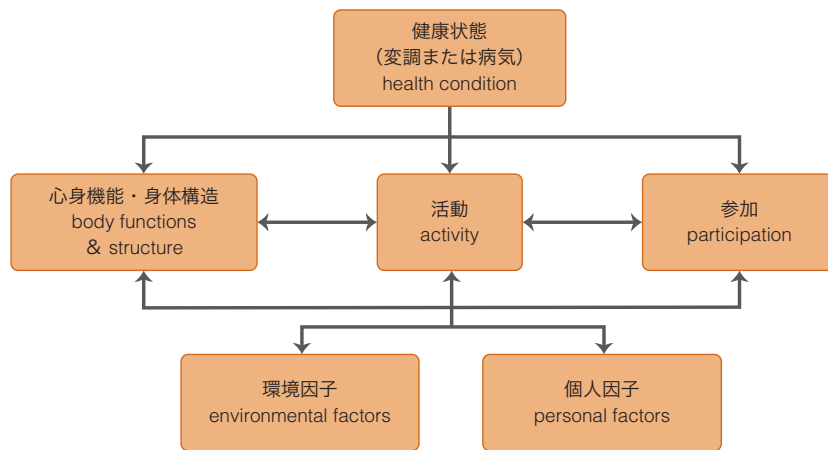 健康状態
（変調または病気）
health condition
心身機能・身体構造
body functions
& structure
活動
activity
参加
participation
環境因子
environmental factors
個人因子
personal factors